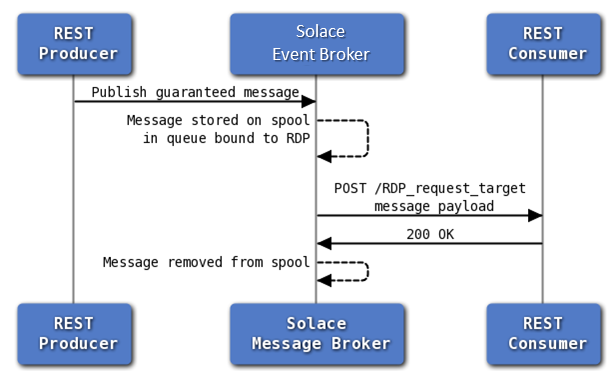 REST
Producer
Solace
Event Broker
REST
Consumer
Publish guaranteed message
Message stored on spool
in queue bound to RDP
POST /RDP_request_target
message payload
200 OK
Message removed from spool
REST
Producer
Solace
Message Broker
REST
Consumer